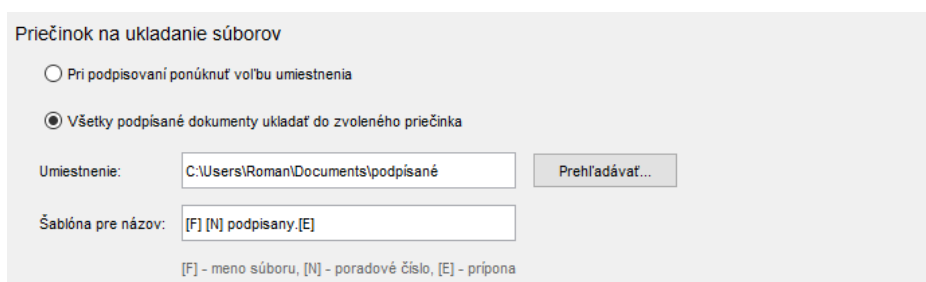 Priečinok na ukladanie súborov
Pri podpisovaní ponúknuť voľbu umiestnenia
Všetky podpísané dokumenty ukladať do zvoleného priečinka
Umiestnenie: C:\Users\Roman\Documents\podpísané Prehľadávať...
Šablóna pre názov: [F] [N] podpisany.[E]
[F] - meno súboru, [N] - poradové číslo, [E] - prípona